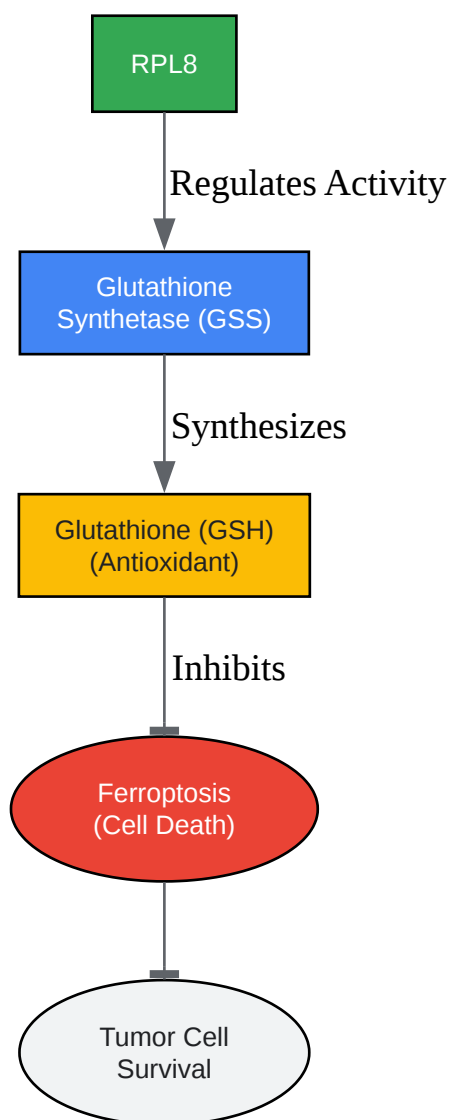 RPL8
Regulates Activity
Glutathione
Synthetase (GSS)
Synthesizes
Glutathione (GSH)
(Antioxidant)
Inhibits
Ferroptosis
(Cell Death)
Tumor Cell
Survival